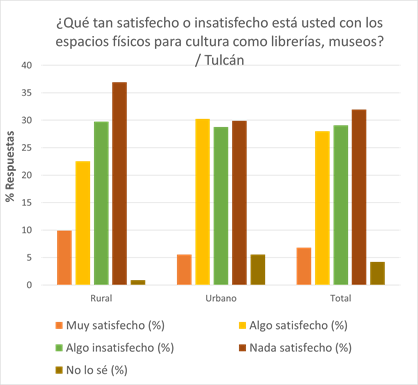 ¿Qué tan satisfecho o insatisfecho está usted con los
espacios físicos para cultura como librerías, museos?
/ Tulcán
% Respuestas
40
35
30
25
20
15
10
5
0
Rural Urbano Total
Muy satisfecho (%) Algo satisfecho (%)
Algo insatisfecho (%) Nada satisfecho (%)
No lo sé (%)